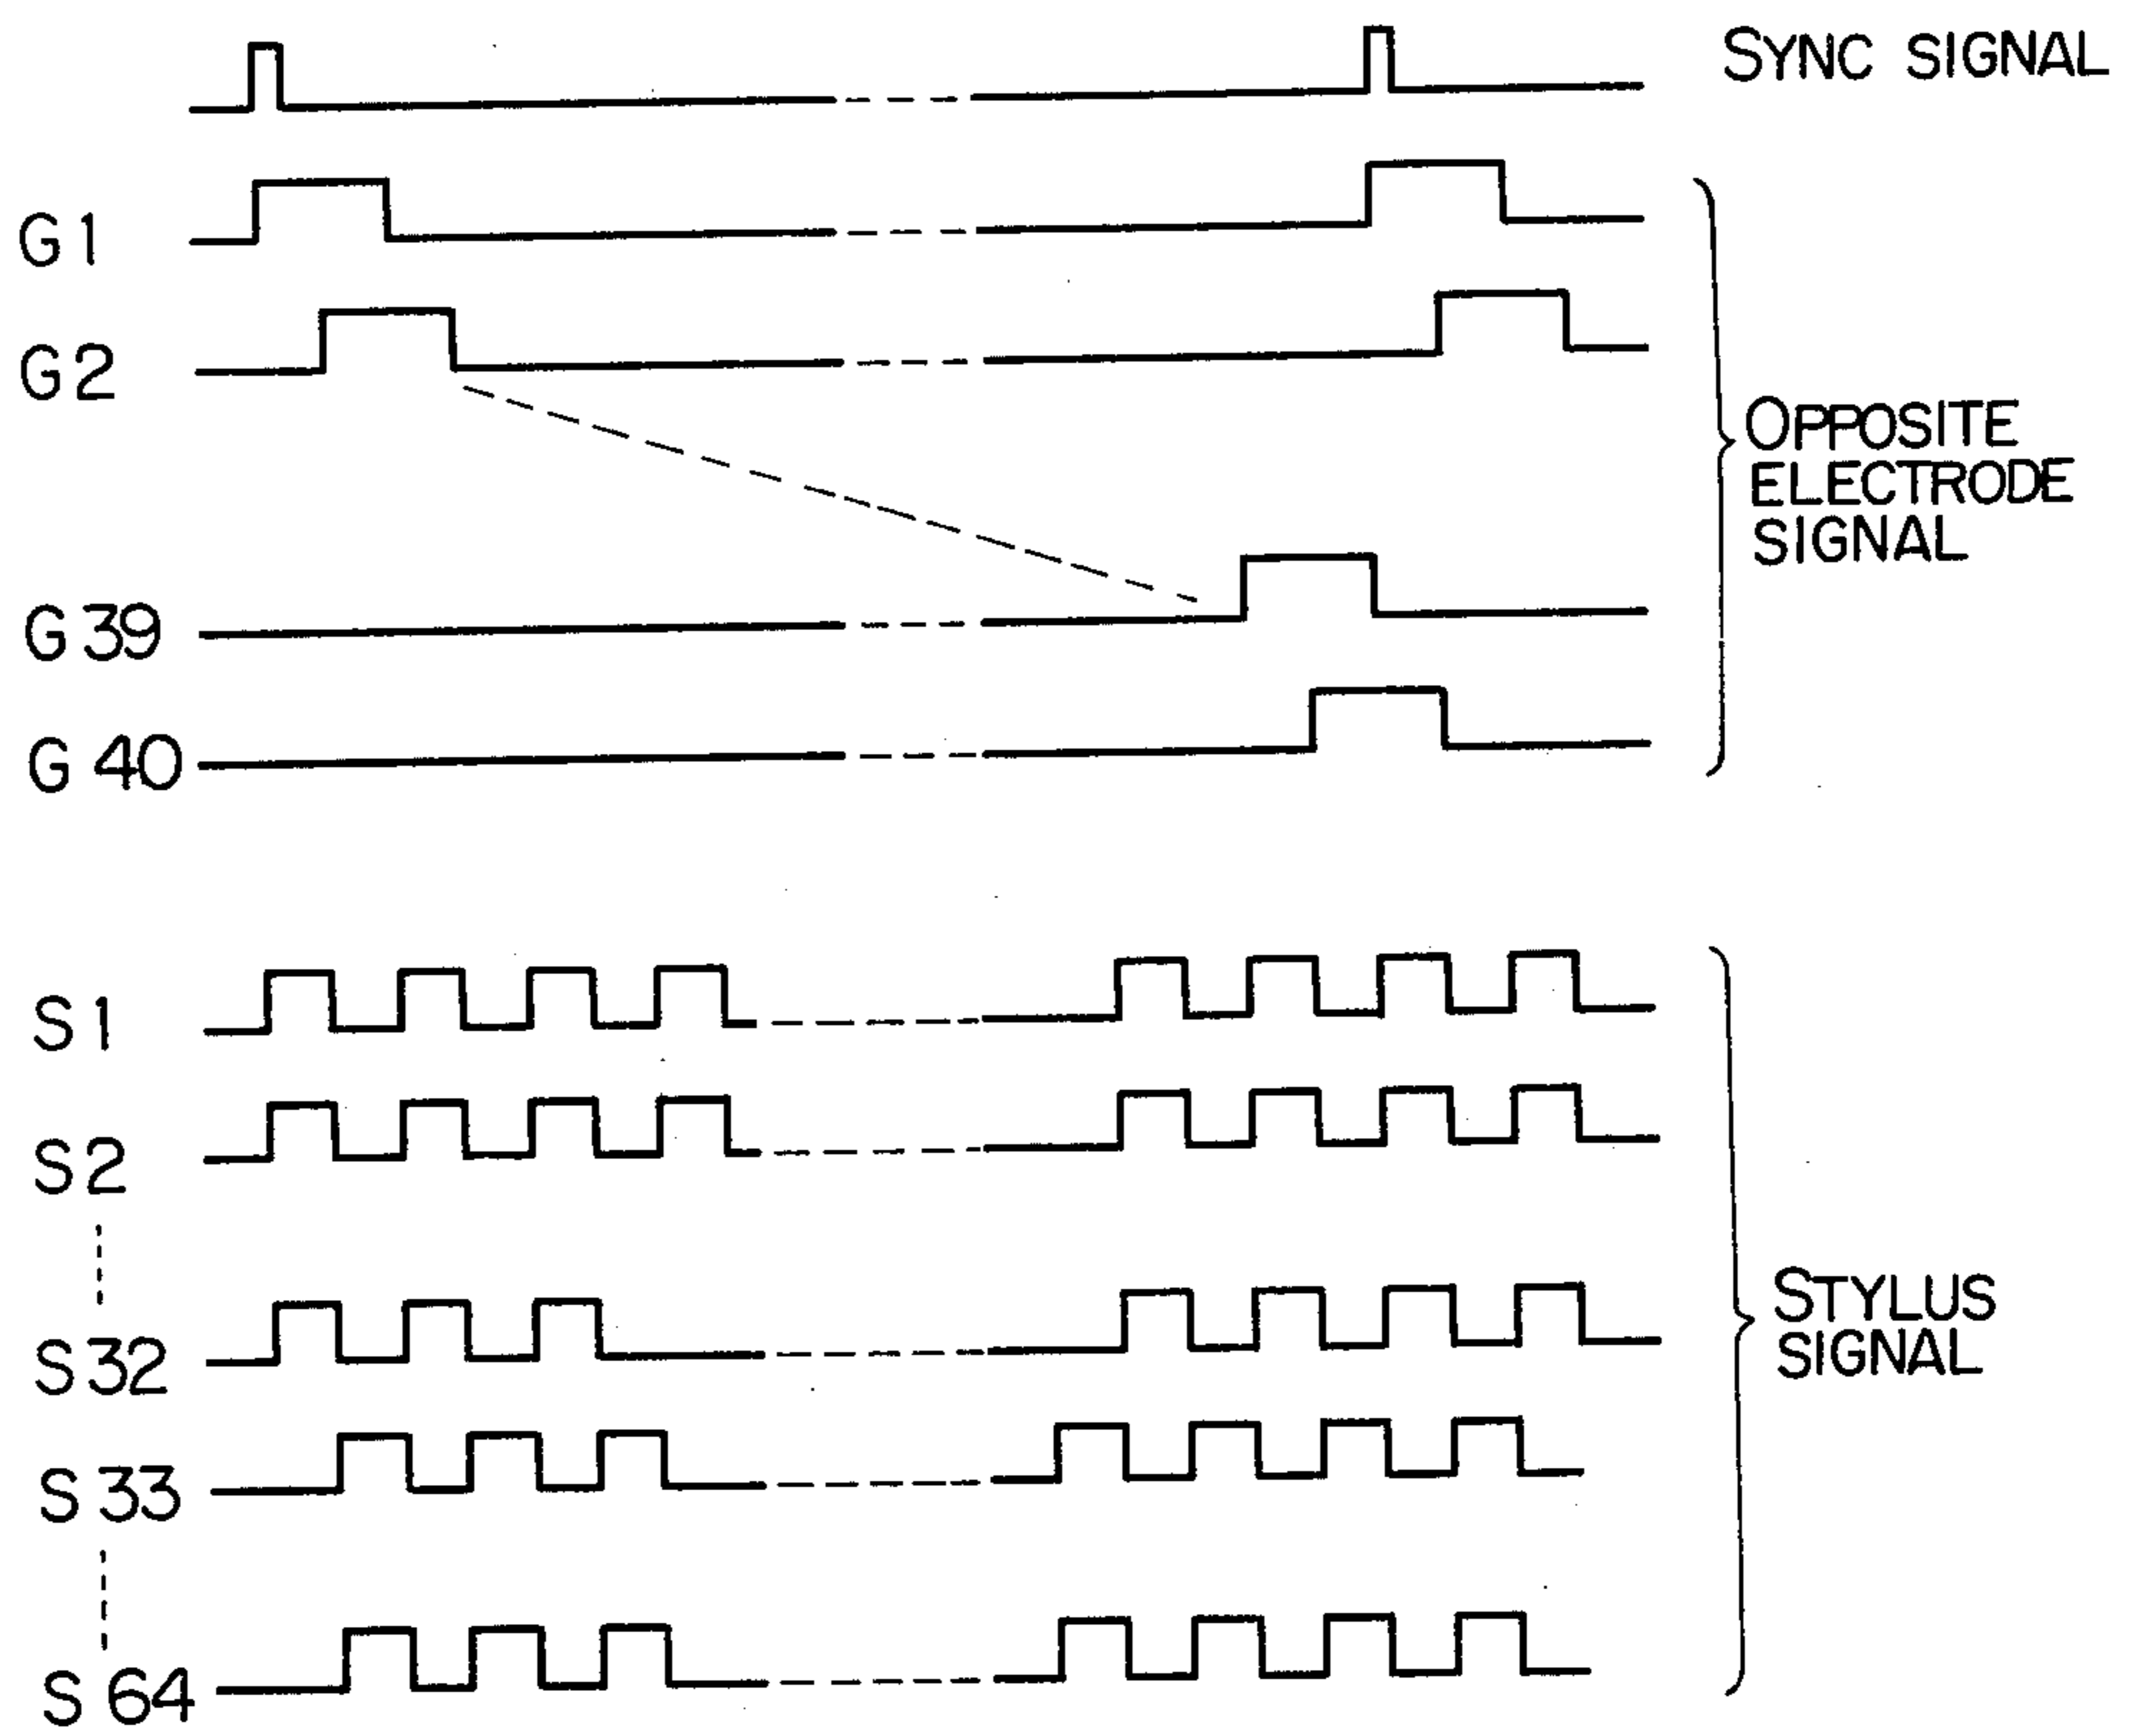 SYNC SIGNAL
G1
G2
OPPOSITE
ELECTRODE
SIGNAL
G39
G40
S1
S2
STYLUS
SIGNAL
S32
S33
S64